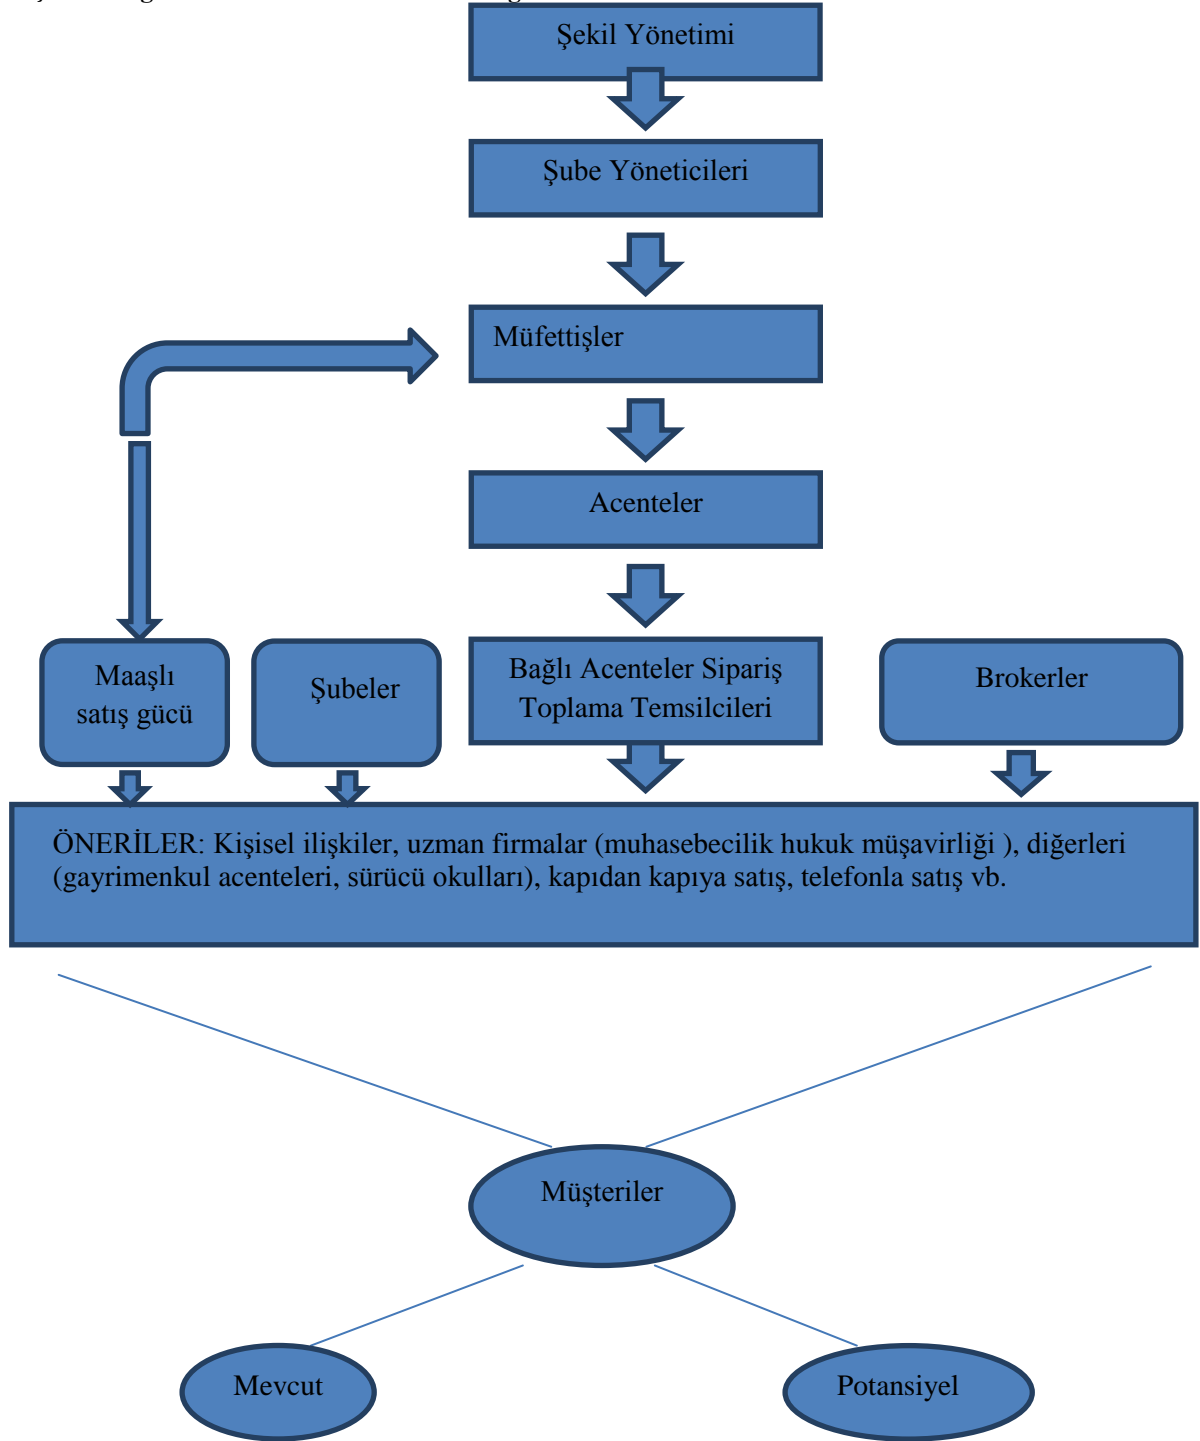 Şekil Yönetimi
Şube Yöneticileri
Müfettişler
Acenteler
Maaşlı
satış gücü
Şubeler
Bağlı Acenteler Sipariş
Toplama Temsilcileri
Brokerler
ÖNERİLER: Kişisel ilişkiler, uzman firmalar (muhasebecilik hukuk müşavirliği ), diğerleri
(gayrimenkul acenteleri, sürücü okulları), kapıdan kapıya satış, telefonla satış vb.
Müşteriler
Mevcut
Potansiyel